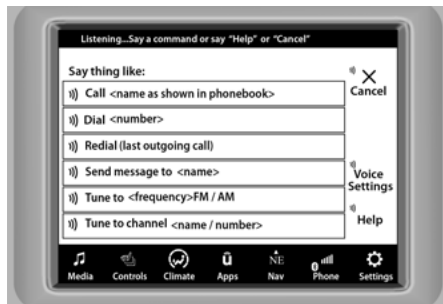 Listening...Say a command or say "Help" or "Cancel"
Say thing like:
Call <name as shown in phonebook>
Dial <number>
Redial (last outgoing call)
Send message to <name>
Tune to <frequency>FM / AM
Tune to channel <name / number>
Cancel
Voice
Settings
Help
ū NE 0
Media Controls Climate Apps Nav Phone Settings